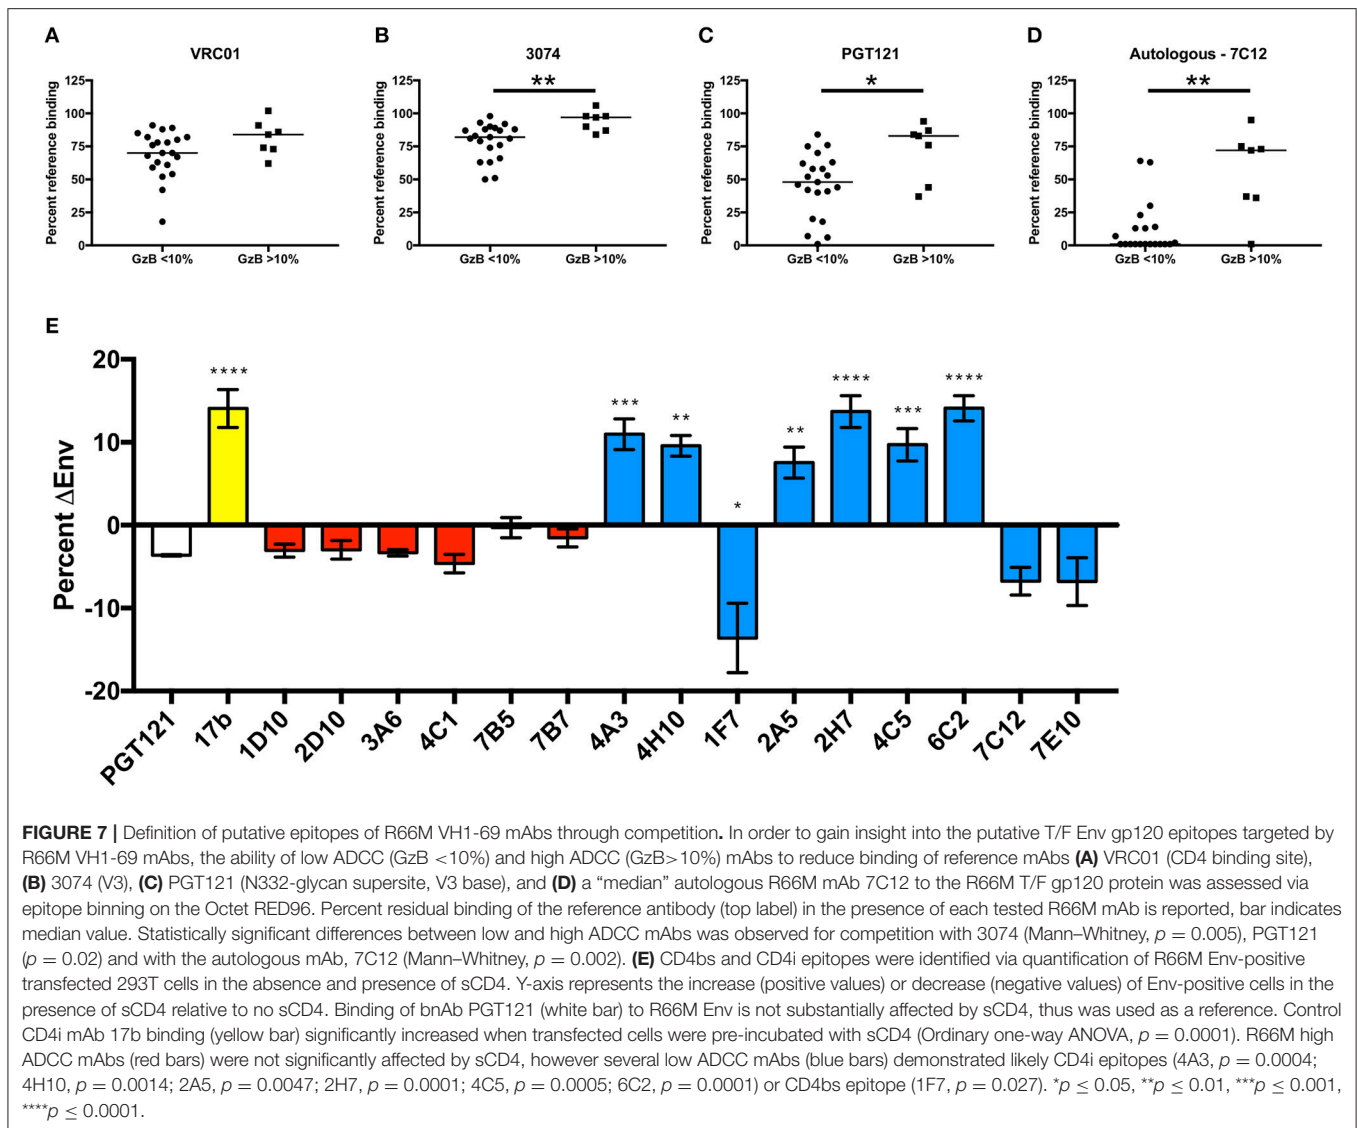 A
VRC01
Percent reference binding
125
100
75
50
25
0
GzB <10%
GzB >10%
B
3074
**
Percent reference binding
125
100
75
50
25
0
GzB <10%
GzB >10%
C
PGT121
*
Percent reference binding
125
100
75
50
25
0
GzB <10%
GzB >10%
D
Autologous - 7C12
**
Percent reference binding
125
100
75
50
25
0
GzB <10%
GzB >10%
E
Percent ΔEnv
20
10
0
-10
-20
****
***
**
*
**
****
***
****
PGT121
17b
1D10
2D10
3A6
4C1
7B5
7B7
4A3
4H10
1F7
2A5
2H7
4C5
6C2
7C12
7E10
FIGURE 7 | Definition of putative epitopes of R66M VH1-69 mAbs through competition. In order to gain insight into the putative T/F Env gp120 epitopes targeted by
R66M VH1-69 mAbs, the ability of low ADCC (GzB <10%) and high ADCC (GzB>10%) mAbs to reduce binding of reference mAbs (A) VRC01 (CD4 binding site),
(B) 3074 (V3), (C) PGT121 (N332-glycan supersite, V3 base), and (D) a “median” autologous R66M mAb 7C12 to the R66M T/F gp120 protein was assessed via
epitope binning on the Octet RED96. Percent residual binding of the reference antibody (top label) in the presence of each tested R66M mAb is reported, bar indicates
median value. Statistically significant differences between low and high ADCC mAbs was observed for competition with 3074 (Mann–Whitney, p = 0.005), PGT121
(p = 0.02) and with the autologous mAb, 7C12 (Mann–Whitney, p = 0.002). (E) CD4bs and CD4i epitopes were identified via quantification of R66M Env-positive
transfected 293T cells in the absence and presence of sCD4. Y-axis represents the increase (positive values) or decrease (negative values) of Env-positive cells in the
presence of sCD4 relative to no sCD4. Binding of bnAb PGT121 (white bar) to R66M Env is not substantially affected by sCD4, thus was used as a reference. Control
CD4i mAb 17b binding (yellow bar) significantly increased when transfected cells were pre-incubated with sCD4 (Ordinary one-way ANOVA, p = 0.0001). R66M high
ADCC mAbs (red bars) were not significantly affected by sCD4, however several low ADCC mAbs (blue bars) demonstrated likely CD4i epitopes (4A3, p = 0.0004;
4H10, p = 0.0014; 2A5, p = 0.0047; 2H7, p = 0.0001; 4C5, p = 0.0005; 6C2, p = 0.0001) or CD4bs epitope (1F7, p = 0.027). *p ≤ 0.05, **p ≤ 0.01, ***p ≤ 0.001,
****p ≤ 0.0001.